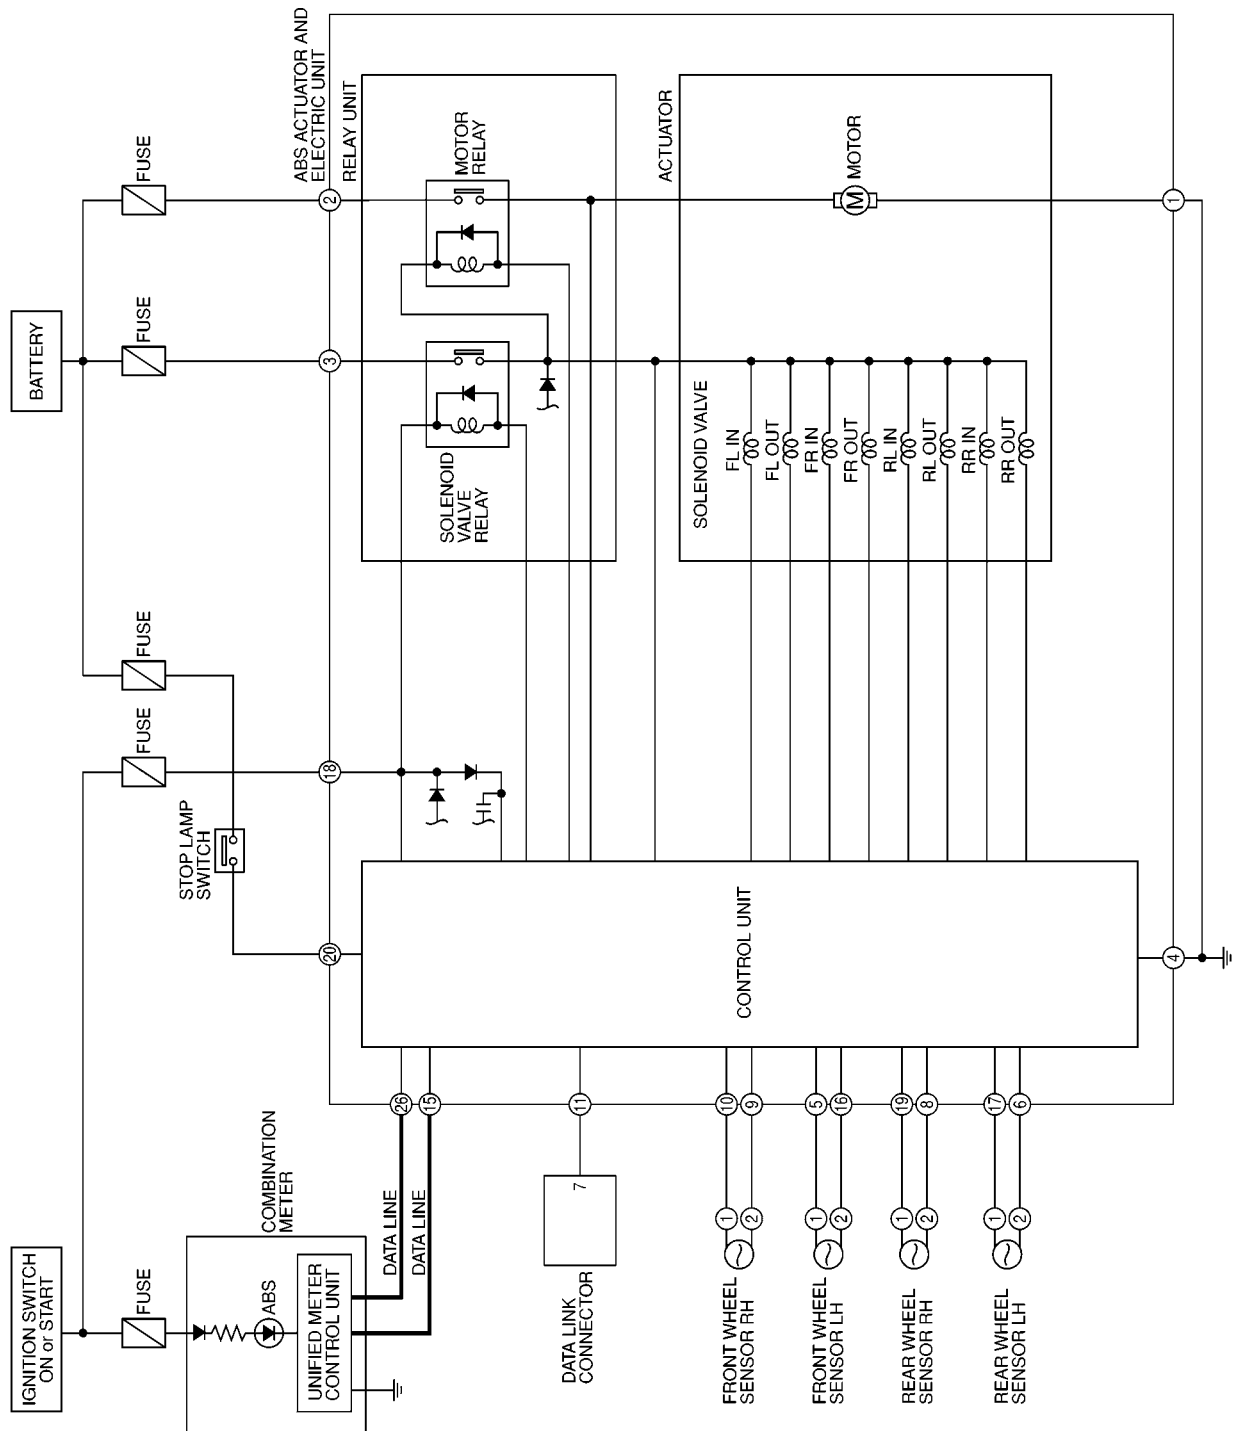 IGNITION SWITCH
ON or START
BATTERY
FUSE
FUSE
FUSE
FUSE
FUSE
STOP LAMP
SWITCH
COMBINATION
METER
ABS
UNIFIED METER
CONTROL UNIT
DATA LINE
DATA LINE
ABS ACTUATOR AND
ELECTRIC UNIT
RELAY UNIT
MOTOR
RELAY
SOLENOID
VALVE
RELAY
ACTUATOR
MOTOR
M
SOLENOID VALVE
FL IN
FL OUT
FR IN
FR OUT
RL IN
RL OUT
RR IN
RR OUT
CONTROL UNIT
26
15
20
18
3
2
11
10
9
5
16
19
8
17
6
4
1
DATA LINK
CONNECTOR
7
FRONT WHEEL
SENSOR RH
1
2
FRONT WHEEL
SENSOR LH
1
2
REAR WHEEL
SENSOR RH
1
2
REAR WHEEL
SENSOR LH
1
2